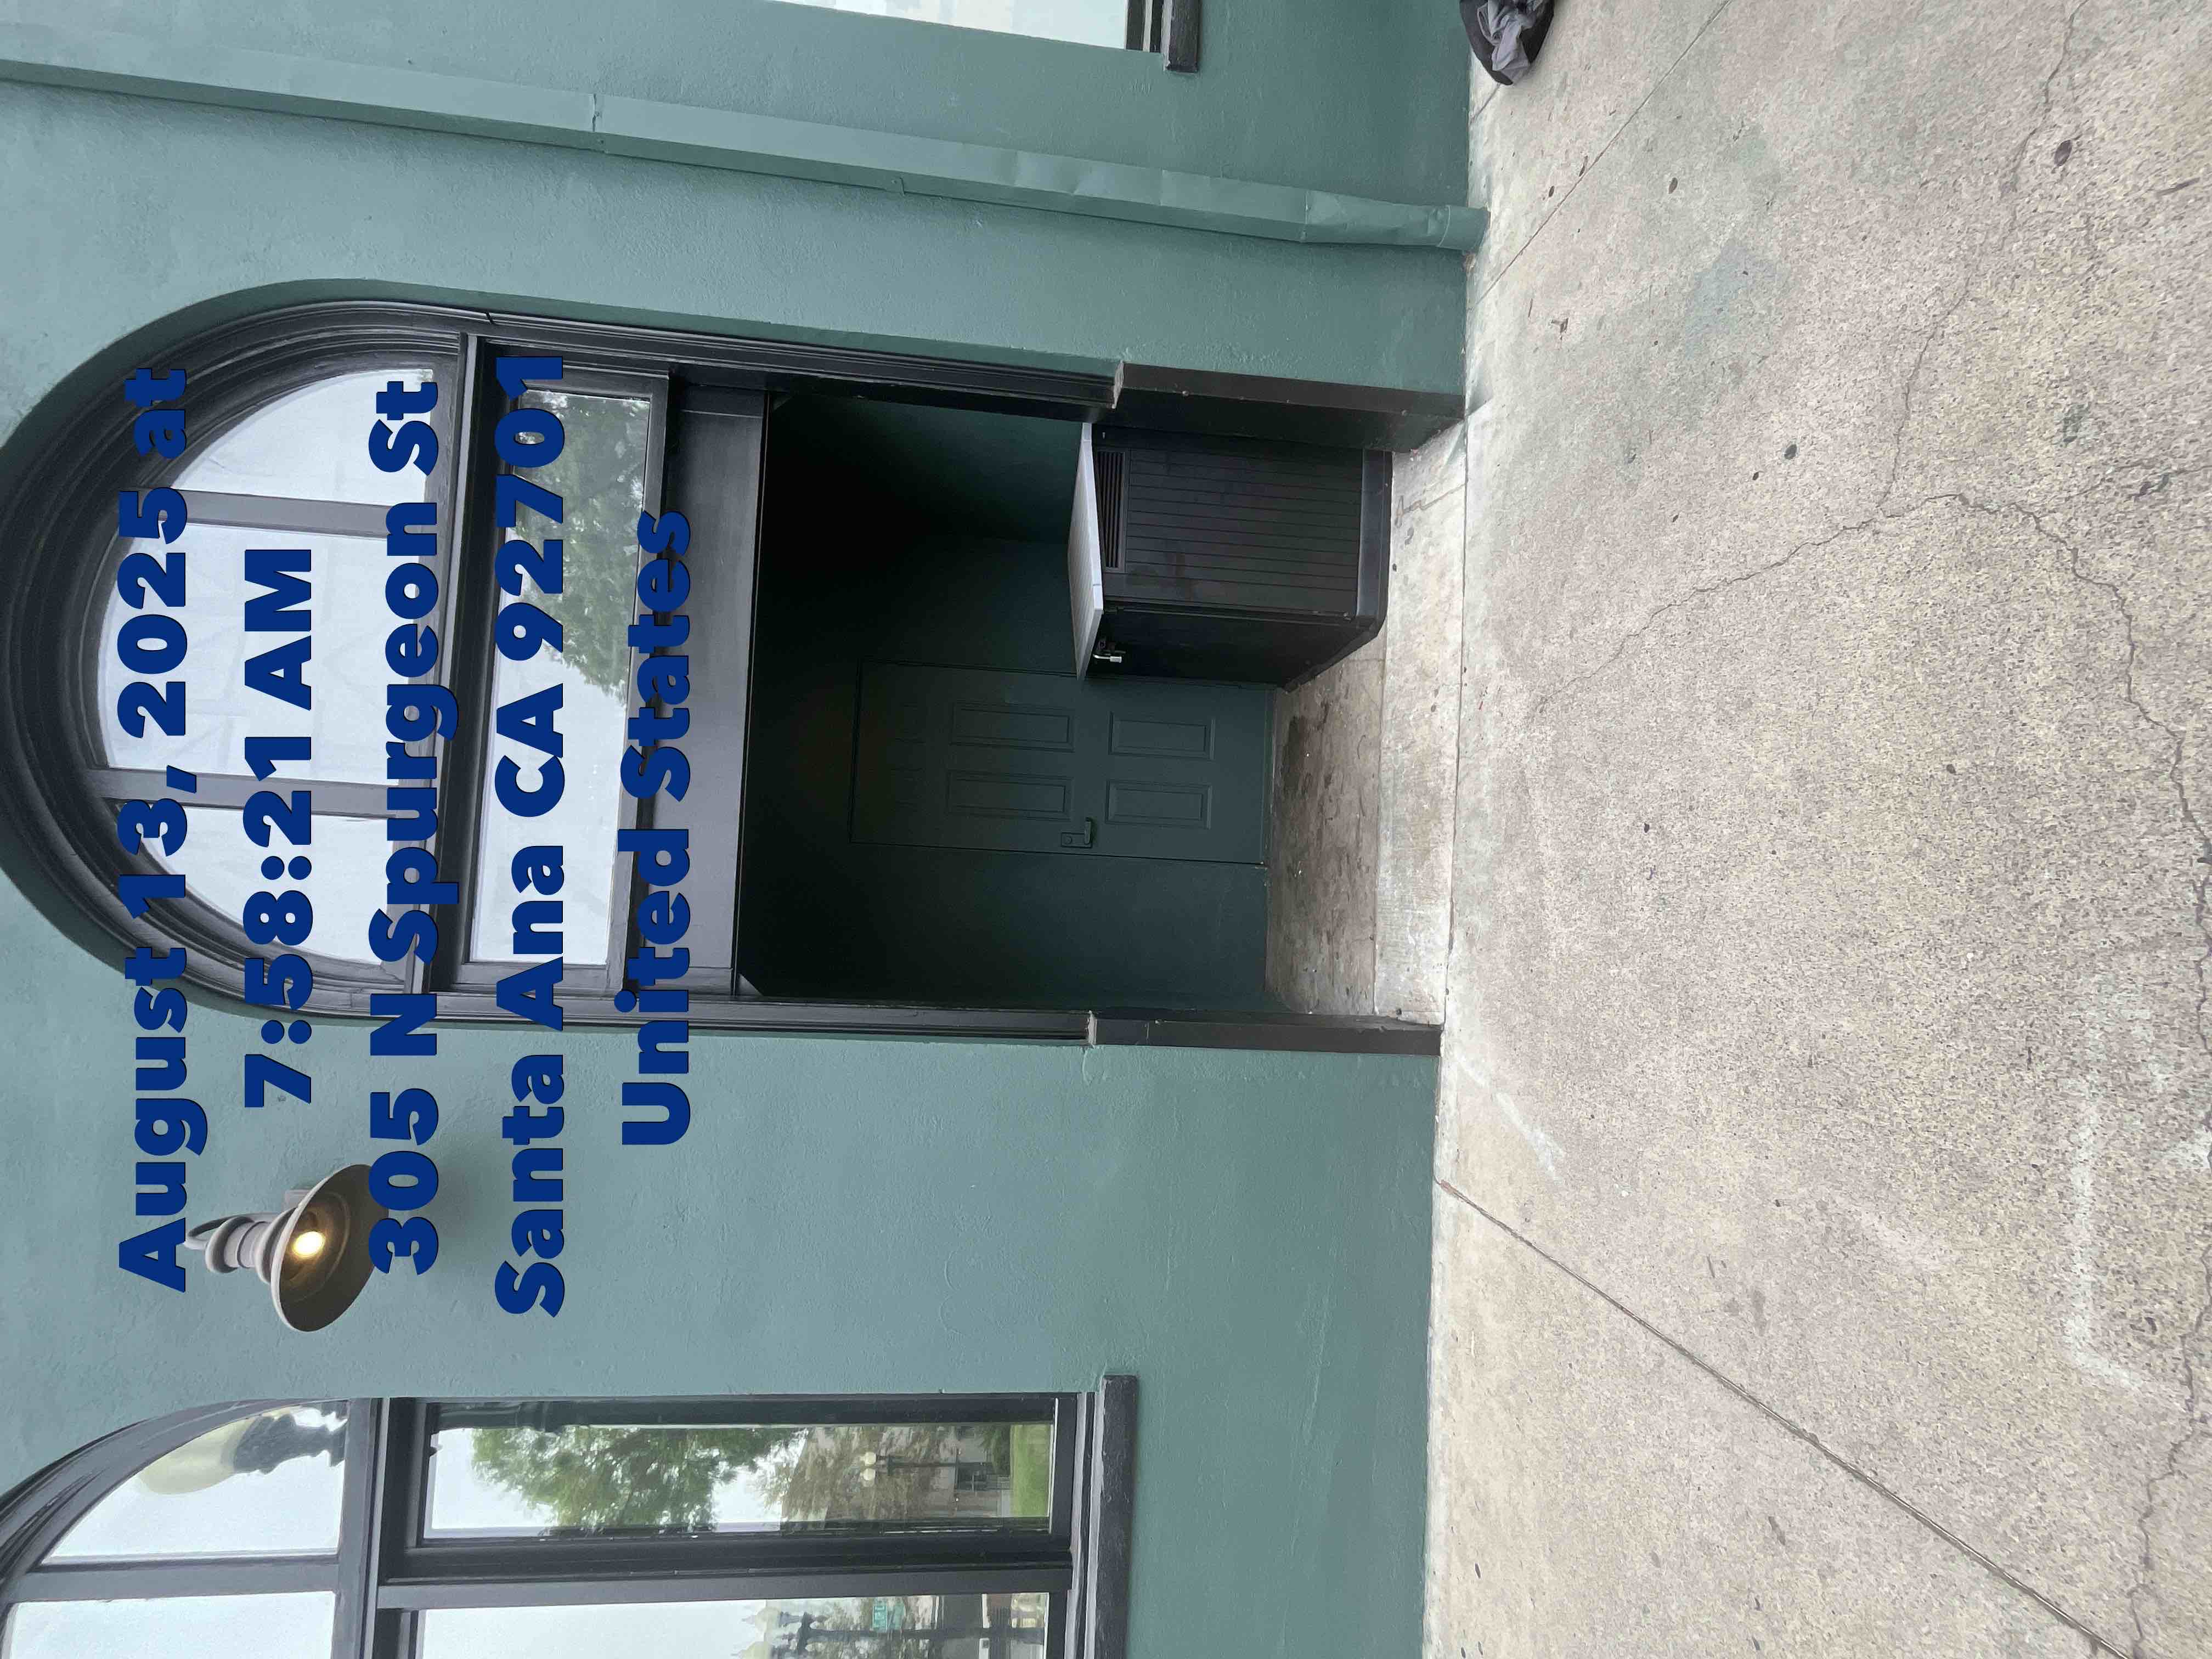 August 13, 2025 at
7:58:21 AM
305 N Spurgeon St
Santa Ana CA 92701
United States